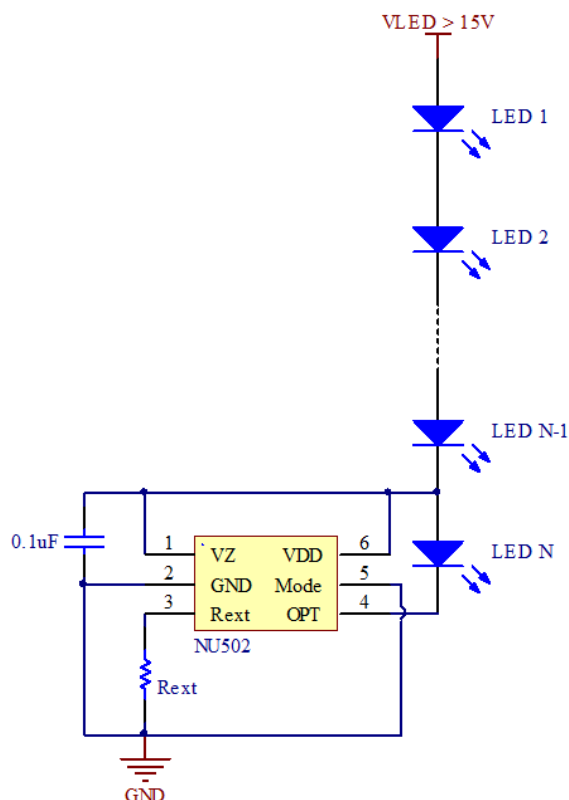 VLED > 15V
LED 1
LED 2
LED N-1
0.1uF
LED N
1 VZ VDD 6
2 GND Mode 5
3 Rext OPT 4
NU502
Rext
GND